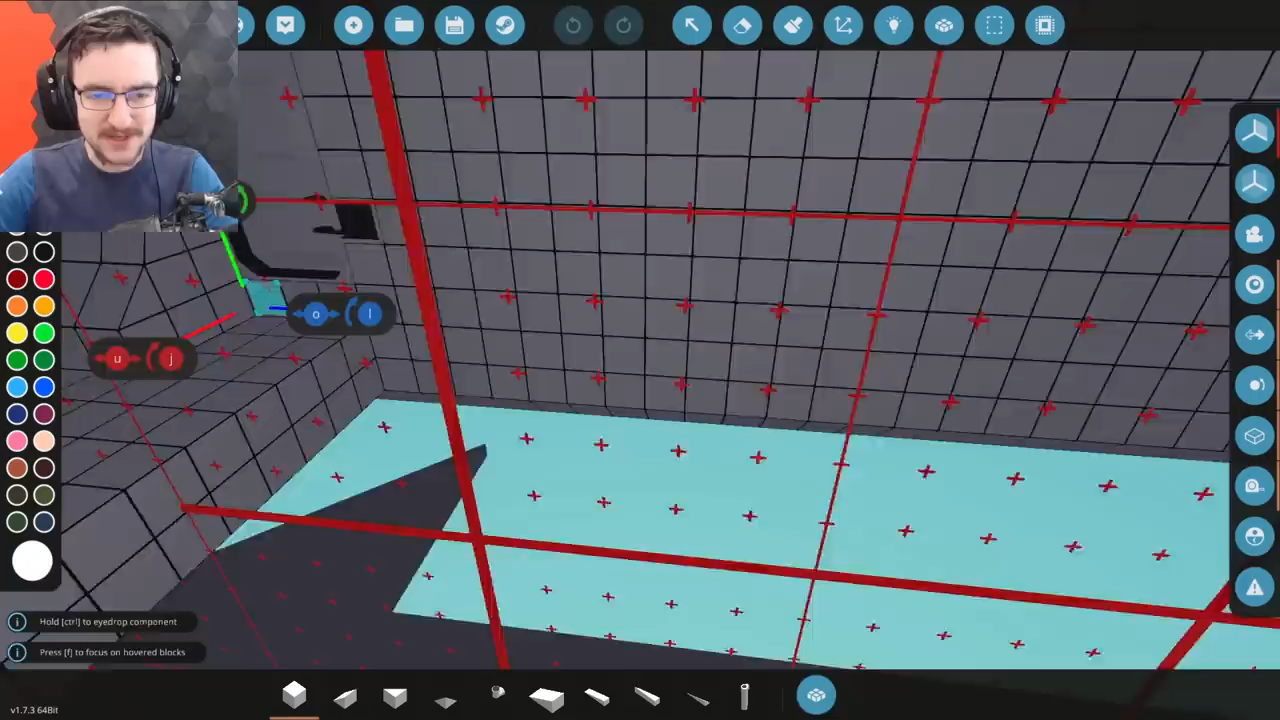 o l
u j
Hold [ctrl] to eyedrop component
Press [f] to focus on hovered blocks
v1.7.3 64Bit